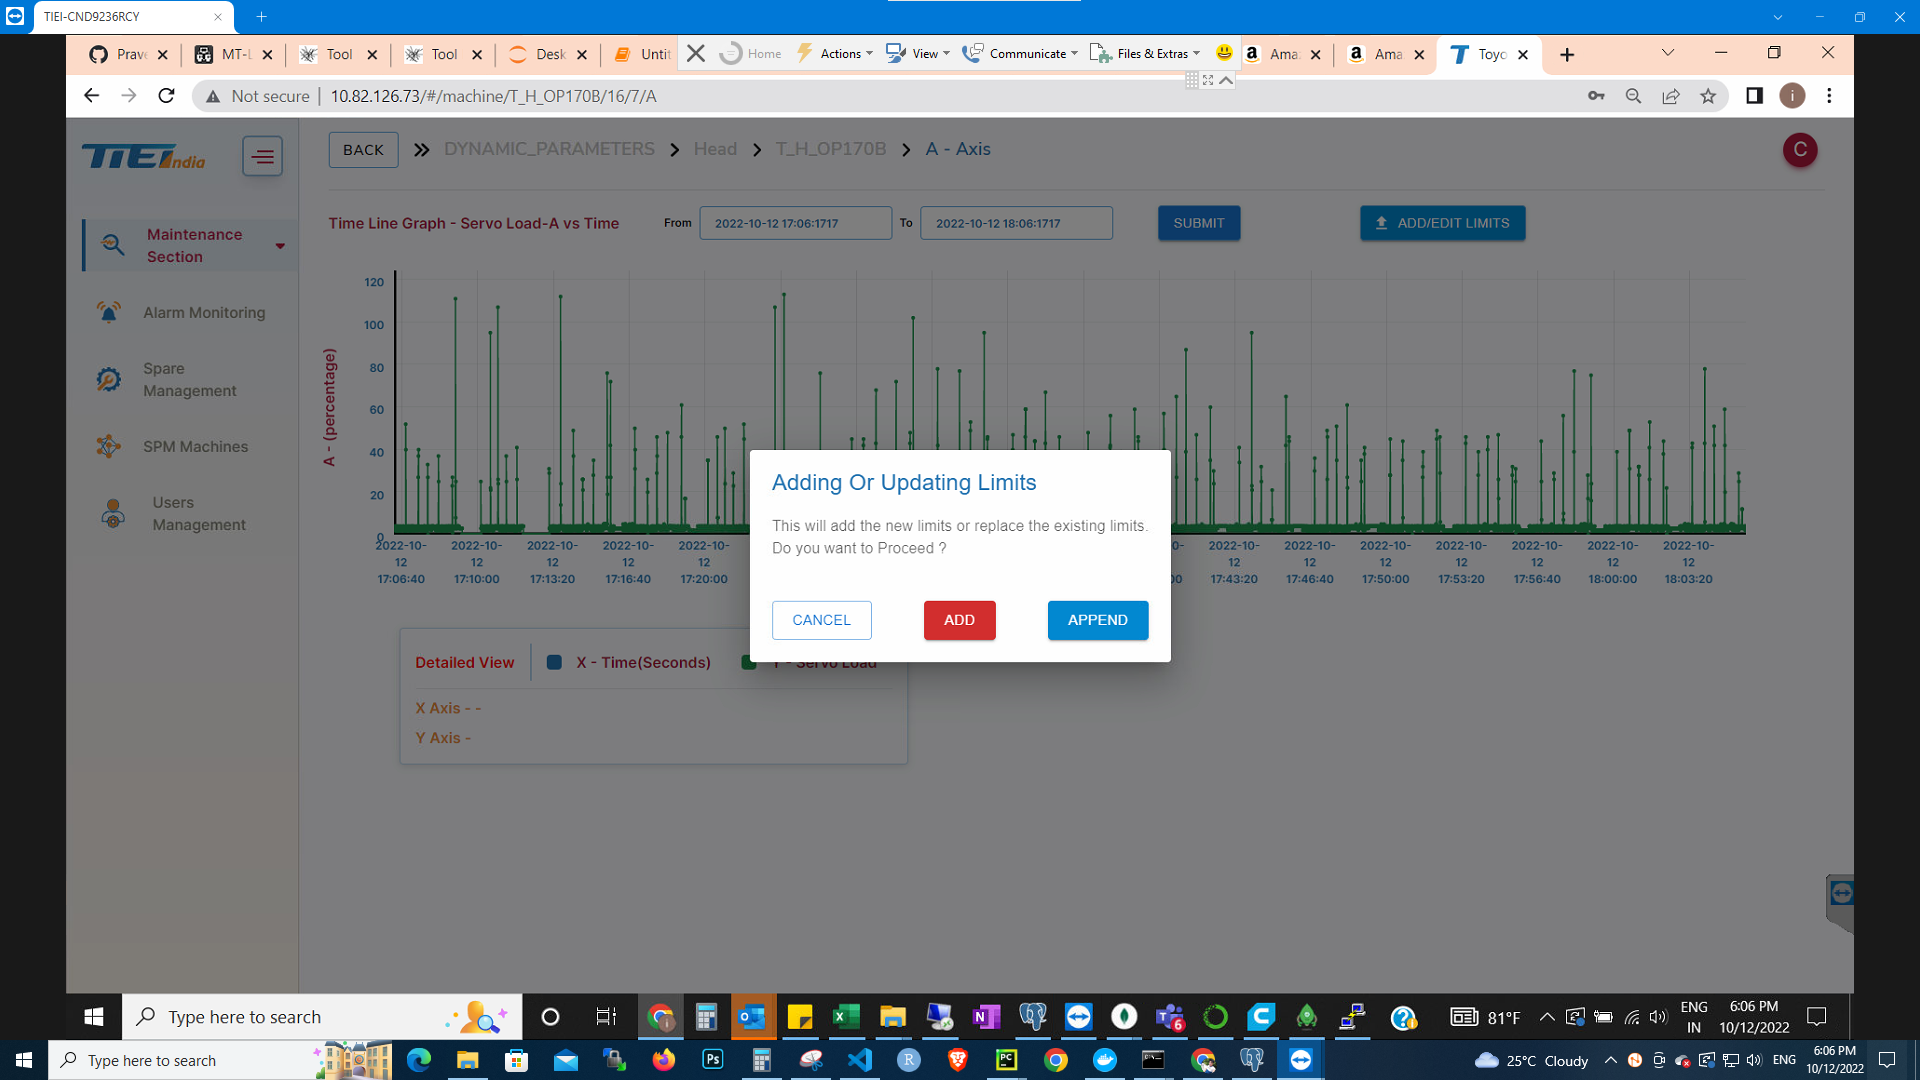 TIEI-CND9236RCY
Prave
MT-L
Tool
Tool
Desk
Untit
Home
Actions
View
Communicate
Files & Extras
Ama
Ama
Toyo
Not secure
10.82.126.73/#/machine/T_H_OP170B/16/7/A
TIEI India
BACK
DYNAMIC_PARAMETERS
Head
T_H_OP170B
A - Axis
C
Maintenance
Section
Alarm Monitoring
Spare
Management
SPM Machines
Users
Management
Time Line Graph - Servo Load-A vs Time
From
2022-10-12 17:06:1717
To
2022-10-12 18:06:1717
SUBMIT
ADD/EDIT LIMITS
A - (percentage)
120
100
80
60
40
20
0
2022-10-
12
17:06:40
2022-10-
12
17:10:00
2022-10-
12
17:13:20
2022-10-
12
17:16:40
2022-10-
12
17:20:00
0-
00
2022-10-
12
17:43:20
2022-10-
12
17:46:40
2022-10-
12
17:50:00
2022-10-
12
17:53:20
2022-10-
12
17:56:40
2022-10-
12
18:00:00
2022-10-
12
18:03:20
Adding Or Updating Limits
This will add the new limits or replace the existing limits.
Do you want to Proceed ?
CANCEL
ADD
APPEND
Detailed View
X - Time(Seconds)
Y - Servo Load
X Axis - -
Y Axis -
Type here to search
6
81°F
ENG
IN
6:06 PM
10/12/2022
Type here to search
25°C Cloudy
ENG
6:06 PM
10/12/2022